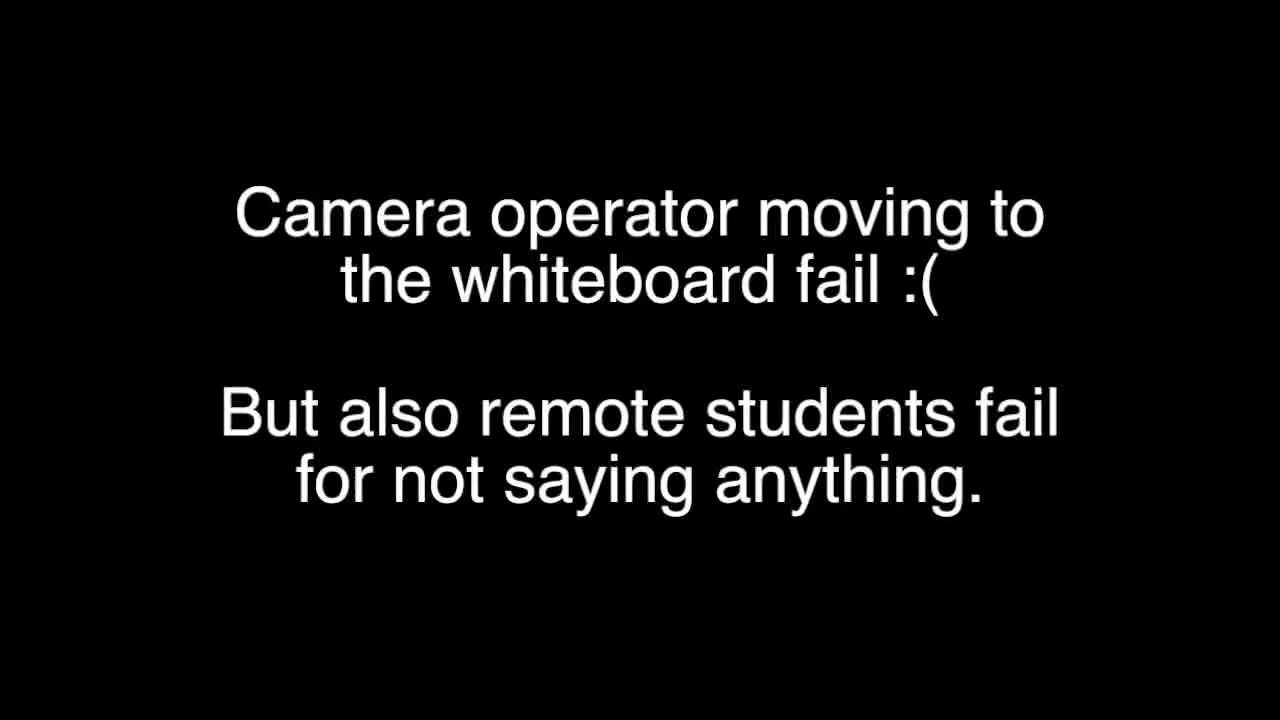 Camera operator moving to
the whiteboard fail :(
But also remote students fail
for not saying anything.